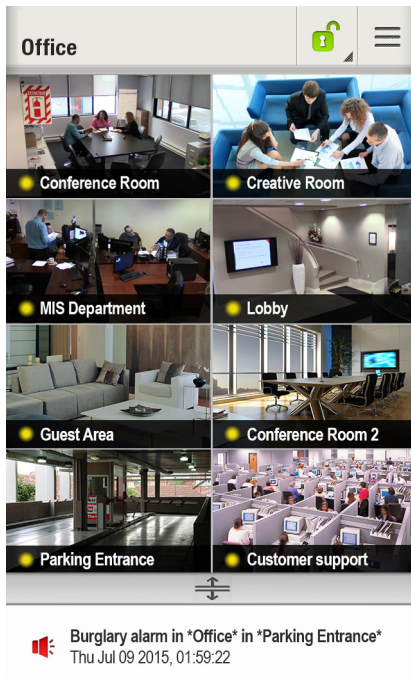 Office
Conference Room
Creative Room
MIS Department
Lobby
Guest Area
Conference Room 2
Parking Entrance
Customer support
Burglary alarm in *Office* in *Parking Entrance*
Thu Jul 09 2015, 01:59:22